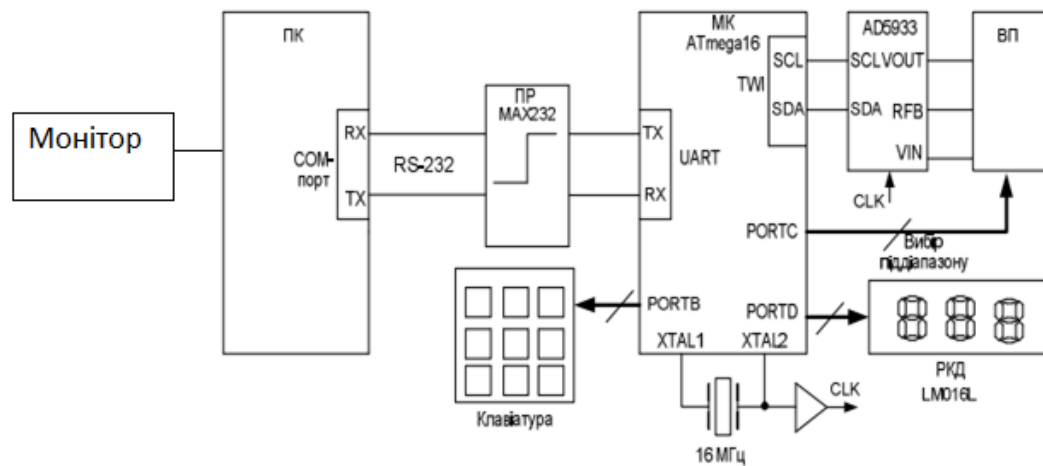 Монітор
ПК
COM-
порт
RX
TX
RS-232
ПР
MAX232
МК
ATmega16
TX
UART
RX
TWI
SCL
SDA
AD5933
SCL
VOUT
SDA
RFB
VIN
CLK
ВП
PORTC
Вибір
піддіапазону
PORTB
PORTD
XTAL1
XTAL2
Клавіатура
16 МГц
CLK
РКД
LM016L